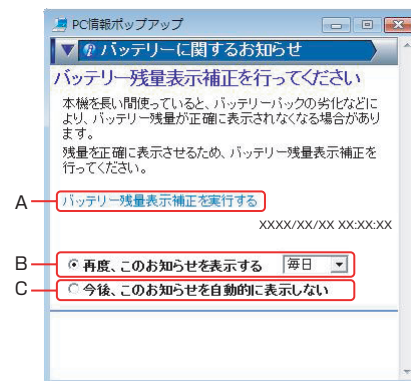 PC情報ポップアップ
バッテリーに関するお知らせ
バッテリー残量表示補正を行ってください
本機を長い間使っていると、バッテリーパックの劣化などに
より、バッテリー残量が正確に表示されなくなる場合があり
ます。
残量を正確に表示させるため、バッテリー残量表示補正を
行ってください。
A
バッテリー残量表示補正を実行する
XXXX/XX/XX XX:XX:XX
B
再度、このお知らせを表示する 毎日
C
今後、このお知らせを自動的に表示しない